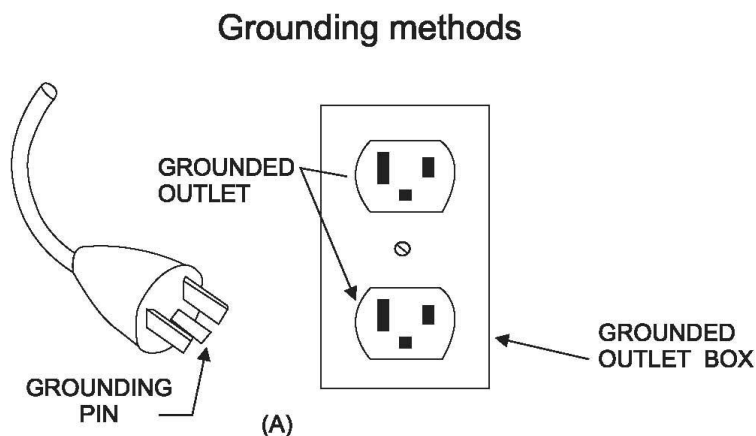 Grounding methods
GROUNDED
OUTLET
GROUNDED
OUTLET BOX
GROUNDING
PIN
(A)